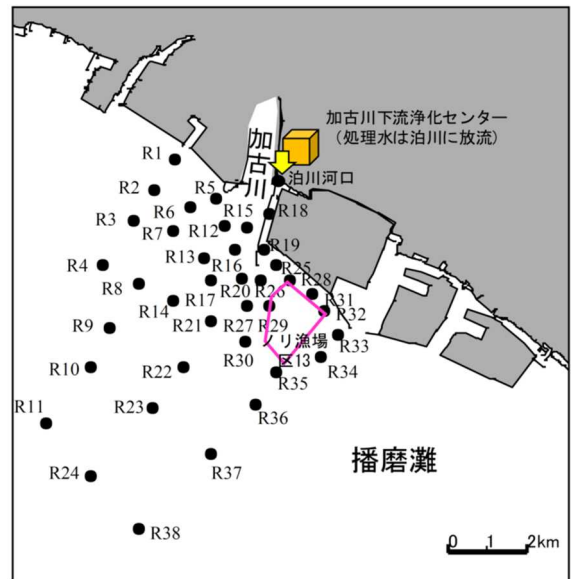 加古川下流浄化センター
(処理水は泊川に放流)
加古川
泊川河口
R1
R2
R5
R18
R3
R6
R15
R7
R12
R19
R4
R13
R16
R25
R8
R28
R20
R26
R31
R14
R17
R32
R9
R21
R27
R29
R33
ノリ漁場
区13
R30
R34
R10
R22
R35
R11
R23
R36
R37
播磨灘
R24
R38
0 1 2km